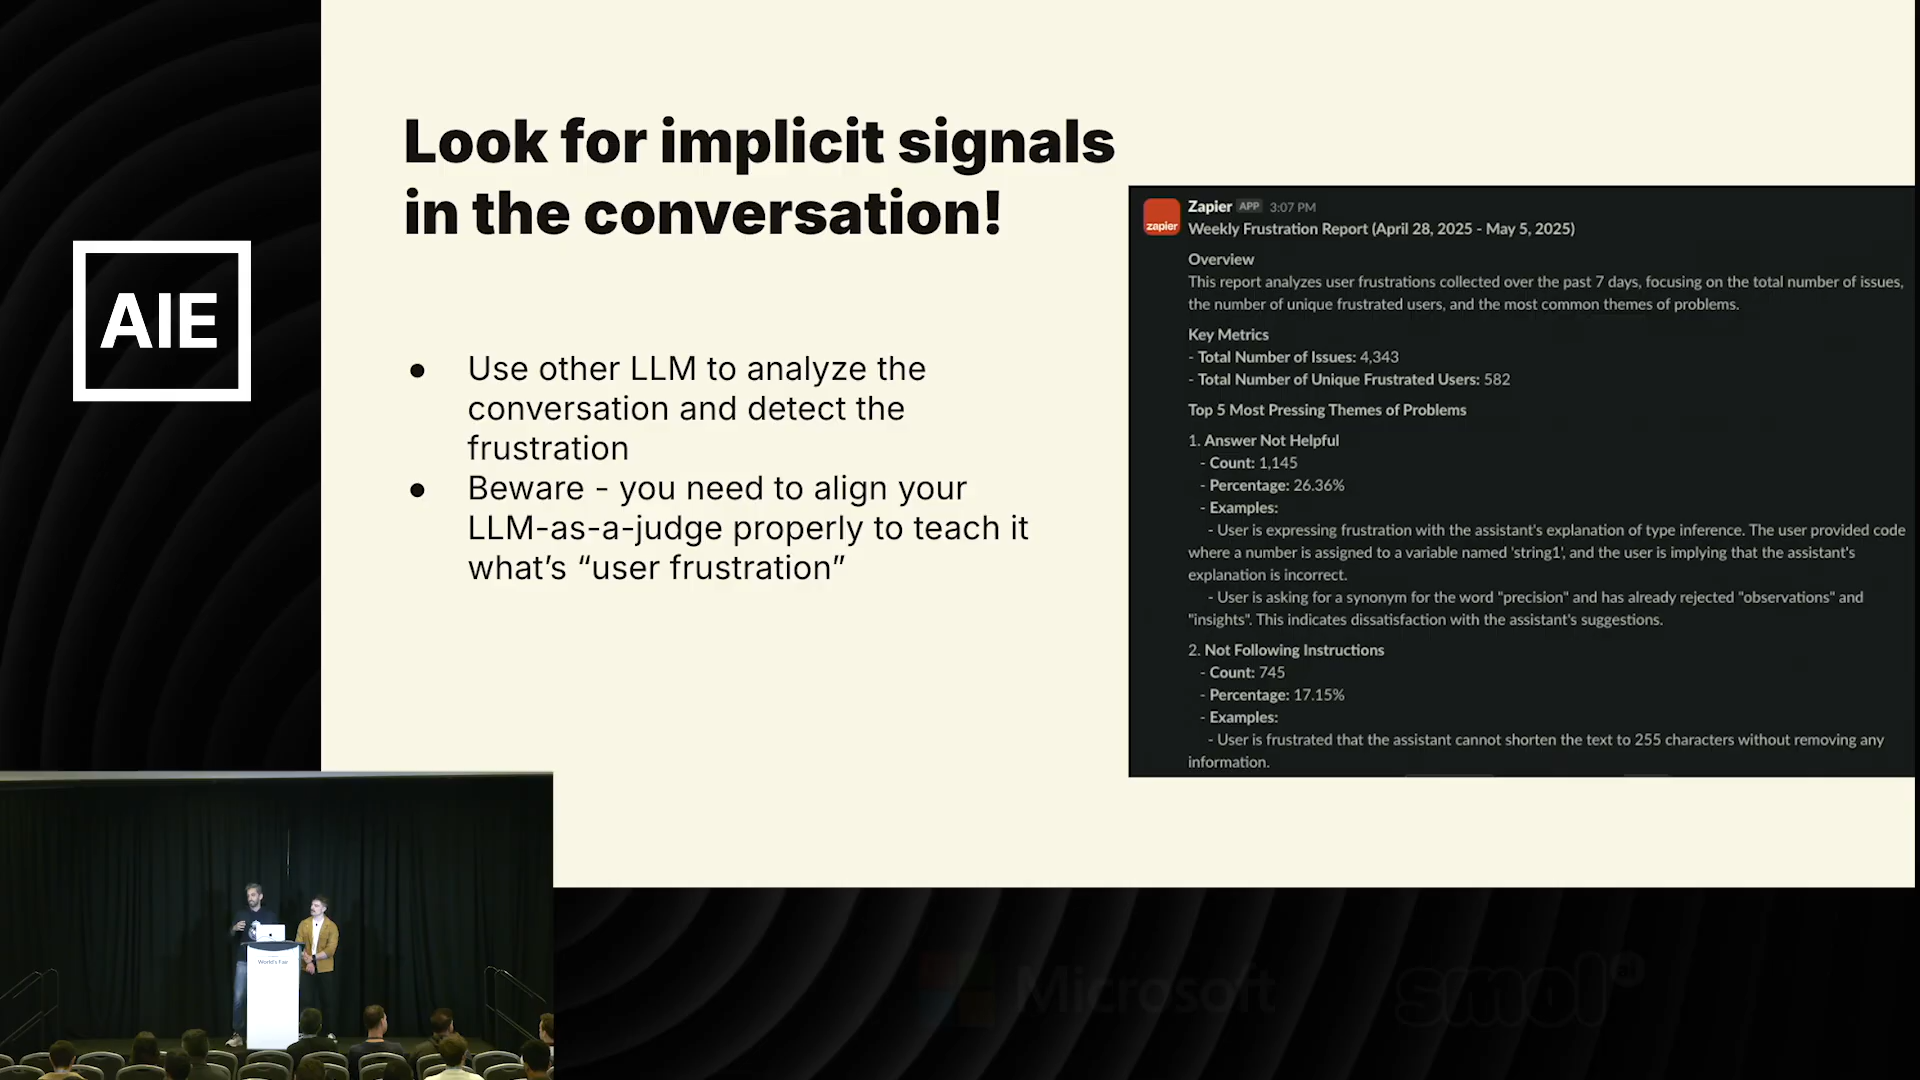 AIE
Look for implicit signals
in the conversation!
● Use other LLM to analyze the
conversation and detect the
frustration
● Beware - you need to align your
LLM-as-a-judge properly to teach it
what's “user frustration”
zapier
Zapier APP 3:07 PM
Weekly Frustration Report (April 28, 2025 - May 5, 2025)
Overview
This report analyzes user frustrations collected over the past 7 days, focusing on the total number of issues,
the number of unique frustrated users, and the most common themes of problems.
Key Metrics
- Total Number of Issues: 4,343
- Total Number of Unique Frustrated Users: 582
Top 5 Most Pressing Themes of Problems
1. Answer Not Helpful
- Count: 1,145
- Percentage: 26.36%
- Examples:
- User is expressing frustration with the assistant's explanation of type inference. The user provided code
where a number is assigned to a variable named 'string1', and the user is implying that the assistant's
explanation is incorrect.
- User is asking for a synonym for the word "precision" and has already rejected "observations" and
"insights". This indicates dissatisfaction with the assistant's suggestions.
2. Not Following Instructions
- Count: 745
- Percentage: 17.15%
- Examples:
- User is frustrated that the assistant cannot shorten the text to 255 characters without removing any
information.
World's Fair
Microsoft
smol ai